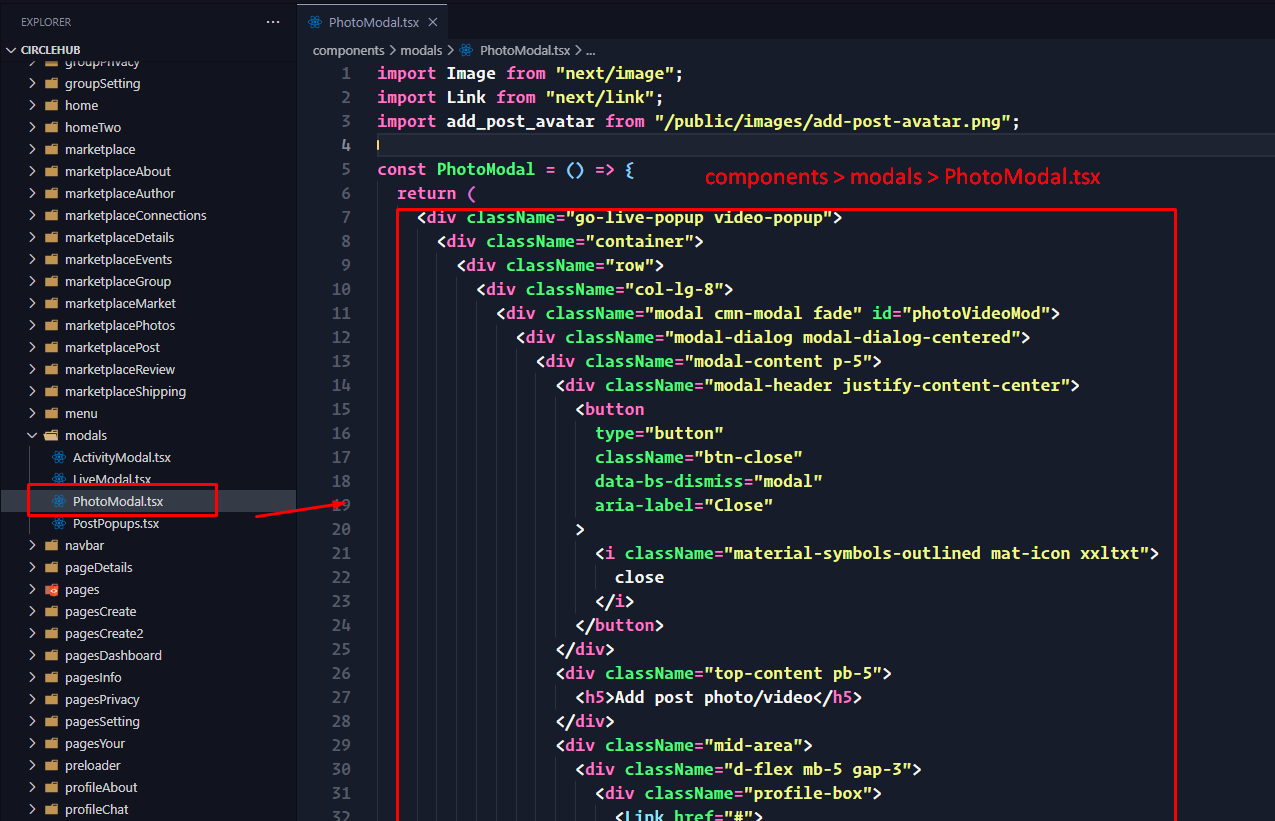 EXPLORER
...
CIRCLEHUB
groupPrivacy
groupSetting
home
homeTwo
marketplace
marketplaceAbout
marketplaceAuthor
marketplaceConnections
marketplaceDetails
marketplaceEvents
marketplaceGroup
marketplaceMarket
marketplacePhotos
marketplacePost
marketplaceReview
marketplaceShipping
menu
modals
ActivityModal.tsx
LiveModal.tsx
PhotoModal.tsx
PostPopups.tsx
navbar
pageDetails
pages
pagesCreate
pagesCreate2
pagesDashboard
pagesInfo
pagesPrivacy
pagesSetting
pagesYour
preloader
profileAbout
profileChat
PhotoModal.tsx
components > modals > PhotoModal.tsx > ...
1 import Image from "next/image";
2 import Link from "next/link";
3 import add_post_avatar from "/public/images/add-post-avatar.png";
4
5 const PhotoModal = () => {
components > modals > PhotoModal.tsx
6 return (
7 <div className="go-live-popup video-popup">
8 <div className="container">
9 <div className="row">
10 <div className="col-lg-8">
11 <div className="modal cmn-modal fade" id="photoVideoMod">
12 <div className="modal-dialog modal-dialog-centered">
13 <div className="modal-content p-5">
14 <div className="modal-header justify-content-center">
15 <button
16 type="button"
17 className="btn-close"
18 data-bs-dismiss="modal"
19 aria-label="Close"
20 >
21 <i className="material-symbols-outlined mat-icon xxltxt">
22 close
23 </i>
24 </button>
25 </div>
26 <div className="top-content pb-5">
27 <h5>Add post photo/video</h5>
28 </div>
29 <div className="mid-area">
30 <div className="d-flex mb-5 gap-3">
31 <div className="profile-box">
32 <Link href="#">